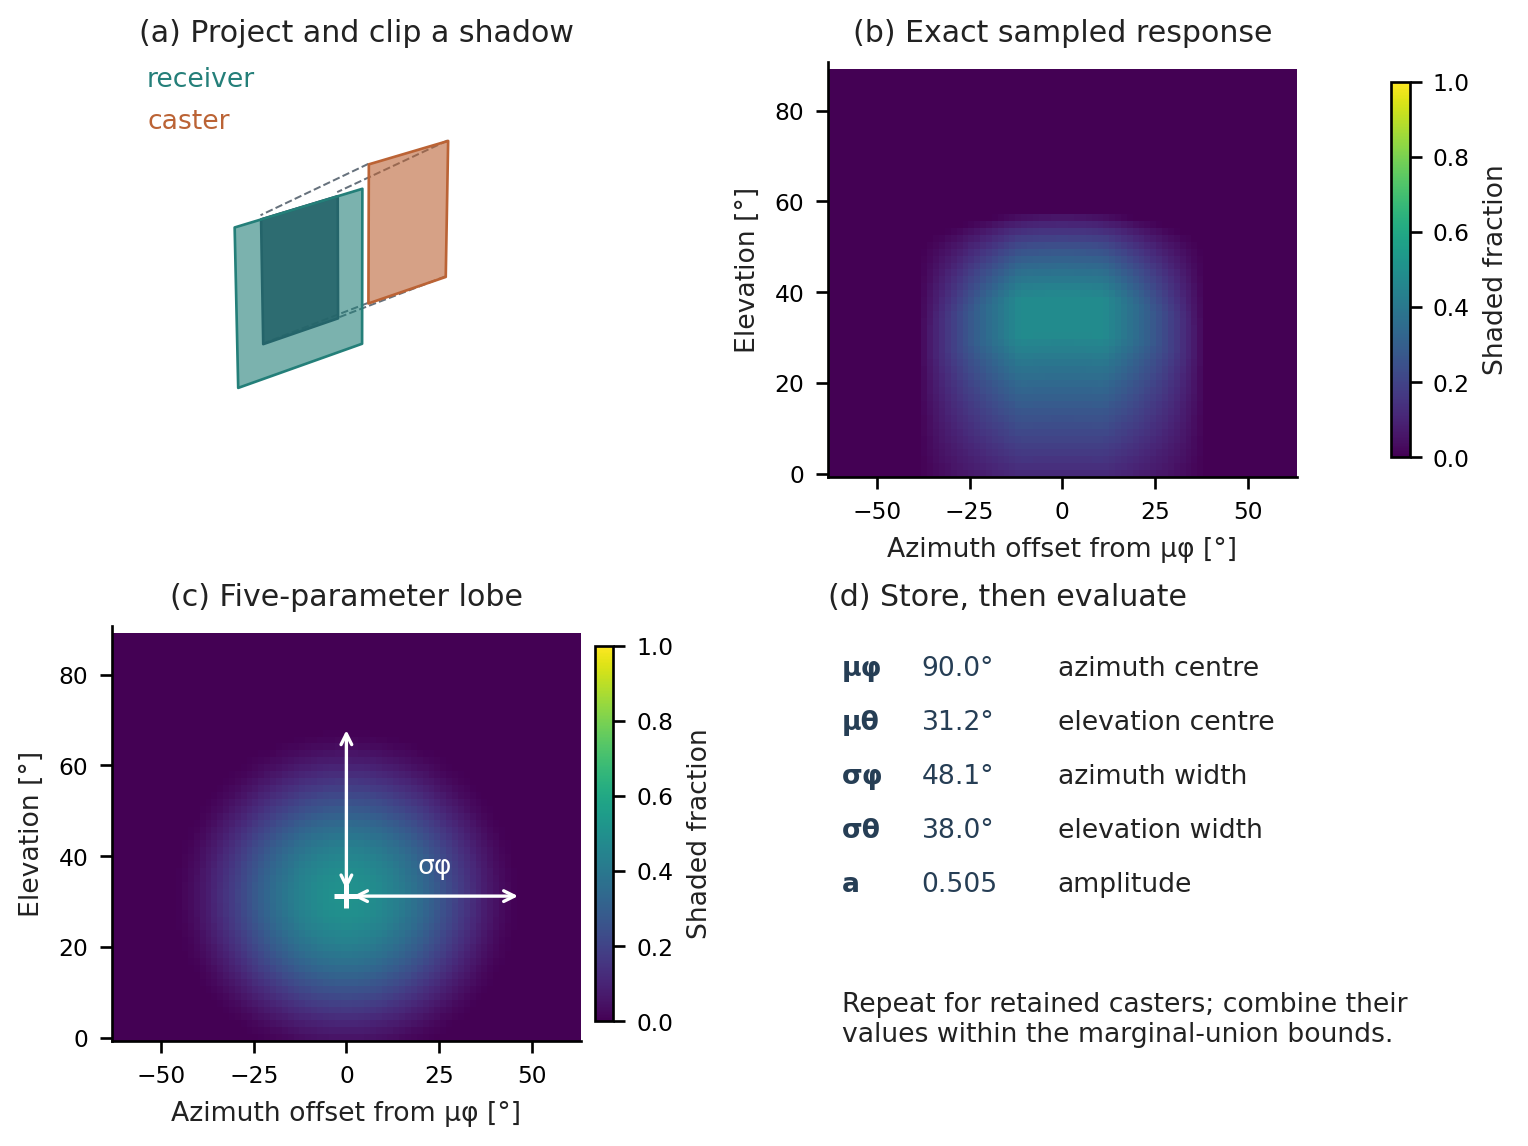 (a) Project and clip a shadow
receiver
caster
(b) Exact sampled response
80
60
40
20
0
Elevation [°]
−50 −25 0 25 50
Azimuth offset from μφ [°]
1.0
0.8
0.6
0.4
0.2
0.0
Shaded fraction
(c) Five-parameter lobe
80
60
40
20
0
Elevation [°]
σφ
−50 −25 0 25 50
Azimuth offset from μφ [°]
1.0
0.8
0.6
0.4
0.2
0.0
Shaded fraction
(d) Store, then evaluate
μφ 90.0° azimuth centre
μθ 31.2° elevation centre
σφ 48.1° azimuth width
σθ 38.0° elevation width
a 0.505 amplitude
Repeat for retained casters; combine their
values within the marginal-union bounds.